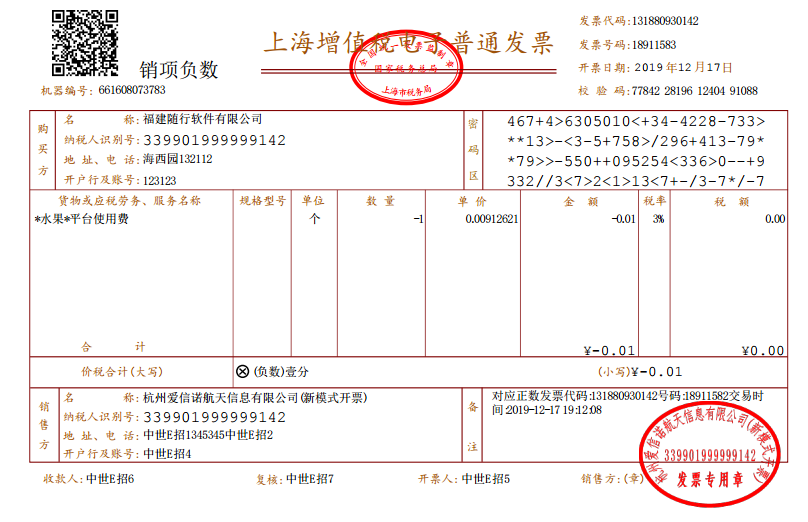 上海增值税电子普通发票
全国统一发票监制章
国家税务总局
上海市税务局
销项负数
机器编号: 661608073783
发票代码:131880930142
发票号码:18911583
开票日期: 2019年12月17日
校 验 码:77842 28196 12404 91088
购买方
名 称:福建随行软件有限公司
纳税人识别号:339901999999142
地 址、电 话:海西园132112
开户行及账号:123123
密码区
467+4>6305010<+34-4228-733>
**13>-<3-5+758>/296+413-79*
*79>>-550++095254<336>0--+9
332//3<7>2<1>13<7+-/3-7*/-7
货物或应税劳务、服务名称 规格型号 单位 数 量 单 价 金 额 税率 税 额
*水果*平台使用费 个 -1 0.00912621 -0.01 3% 0.00
合 计 ¥-0.01 ¥0.00
价税合计(大写) ⊗ (负数)壹分 (小写)¥-0.01
销售方
名 称:杭州爱信诺航天信息有限公司(新模式开票)
纳税人识别号:339901999999142
地 址、电 话:中世E招1345345中世E招2
开户行及账号:中世E招4
备注
对应正数发票代码:131880930142号码:18911582交易时
间 2019-12-17 19:12:08
收款人:中世E招6 复核:中世E招7 开票人:中世E招5 销售方:(章)
杭州爱信诺航天信息有限公司(新模式开票)
339901999999142
发票专用章